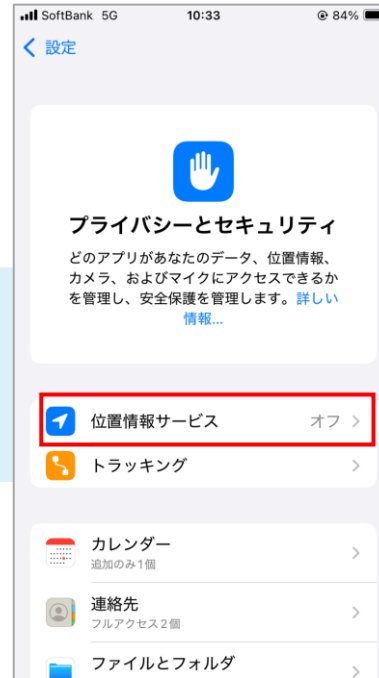 SoftBank 5G 10:33 84%
設定
プライバシーとセキュリティ
どのアプリがあなたのデータ、位置情報、
カメラ、およびマイクにアクセスできるか
を管理し、安全保護を管理します。詳しい
情報...
位置情報サービス オフ
トラッキング
カレンダー
追加のみ1個
連絡先
フルアクセス2個
ファイルとフォルダ